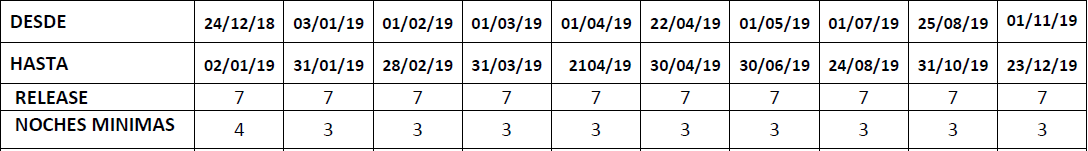 DESDE 24/12/18 03/01/19 01/02/19 01/03/19 01/04/19 22/04/19 01/05/19 01/07/19 25/08/19 01/11/19
HASTA 02/01/19 31/01/19 28/02/19 31/03/19 2104/19 30/04/19 30/06/19 24/08/19 31/10/19 23/12/19
RELEASE 7 7 7 7 7 7 7 7 7 7
NOCHES MINIMAS 4 3 3 3 3 3 3 3 3 3